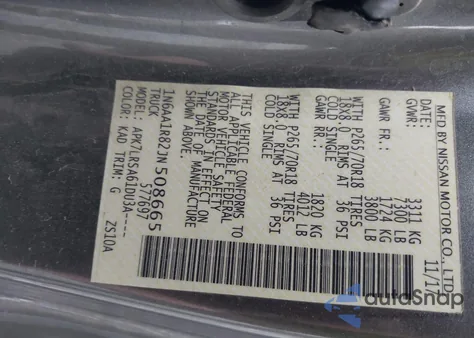 MFD BY NISSAN MOTOR CO., LTD.
DATE: 11/17
GVWR: 3311 KG
7300 LB
GAWR FR: 1724 KG
3800 LB
WITH P265/70R18 TIRES
18X8.0 RIMS AT 36 PSI
COLD SINGLE
GAWR RR: 1820 KG
4012 LB
WITH P265/70R18 TIRES
18X8.0 RIMS AT 36 PSI
COLD SINGLE
THIS VEHICLE CONFORMS TO
ALL APPLICABLE FEDERAL
MOTOR VEHICLE SAFETY
STANDARDS IN EFFECT ON
THE DATE OF MANUFACTURE
SHOWN ABOVE.
1N6AA1R82JN508665
TRUCK 577697
MODEL: APK7LRSA61DU3A----
COLOR: KAD TRIM: G ZS10A
autoSnap